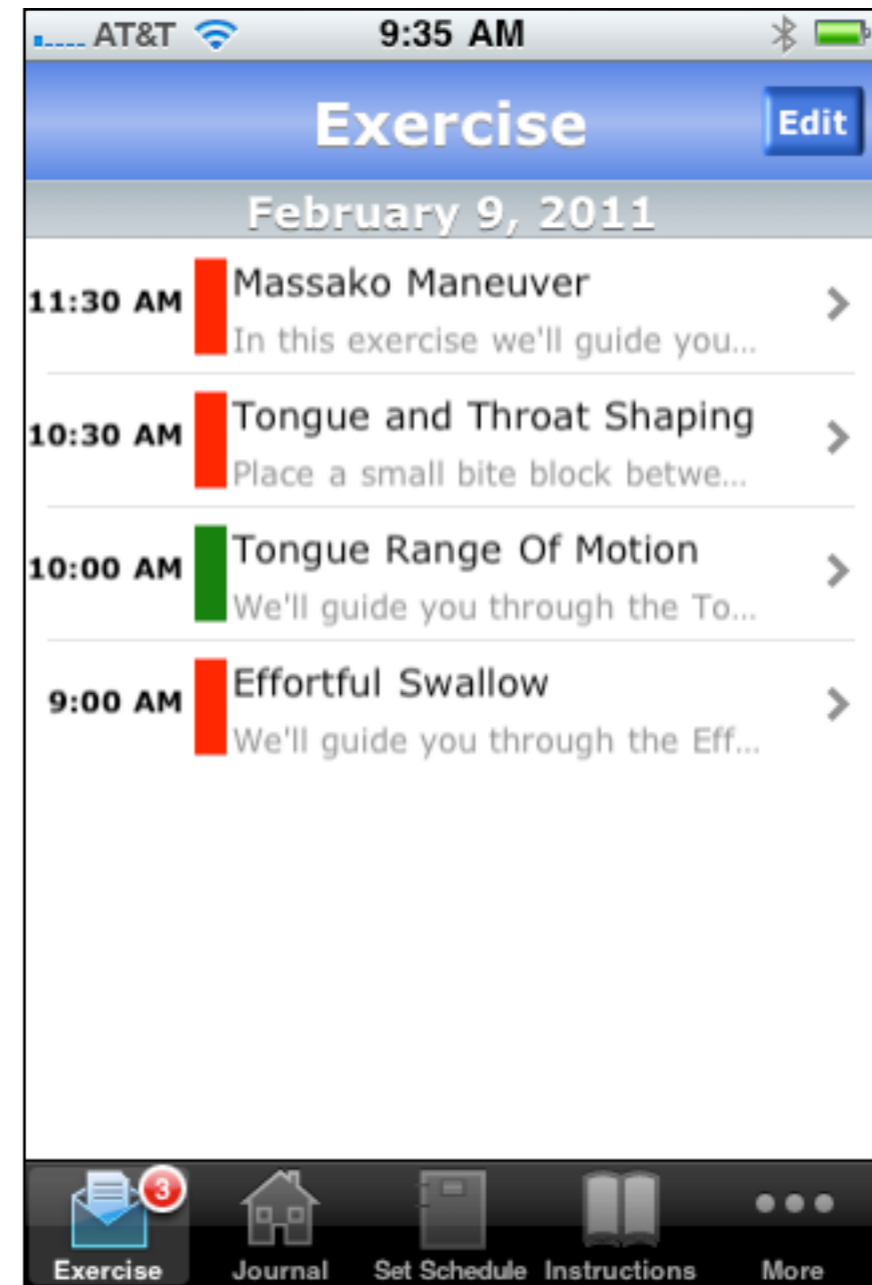 AT&T 9:35 AM
Exercise Edit
February 9, 2011
11:30 AM Massako Maneuver
In this exercise we'll guide you...
10:30 AM Tongue and Throat Shaping
Place a small bite block betwe...
10:00 AM Tongue Range Of Motion
We'll guide you through the To...
9:00 AM Effortful Swallow
We'll guide you through the Eff...
3
Exercise Journal Set Schedule Instructions More